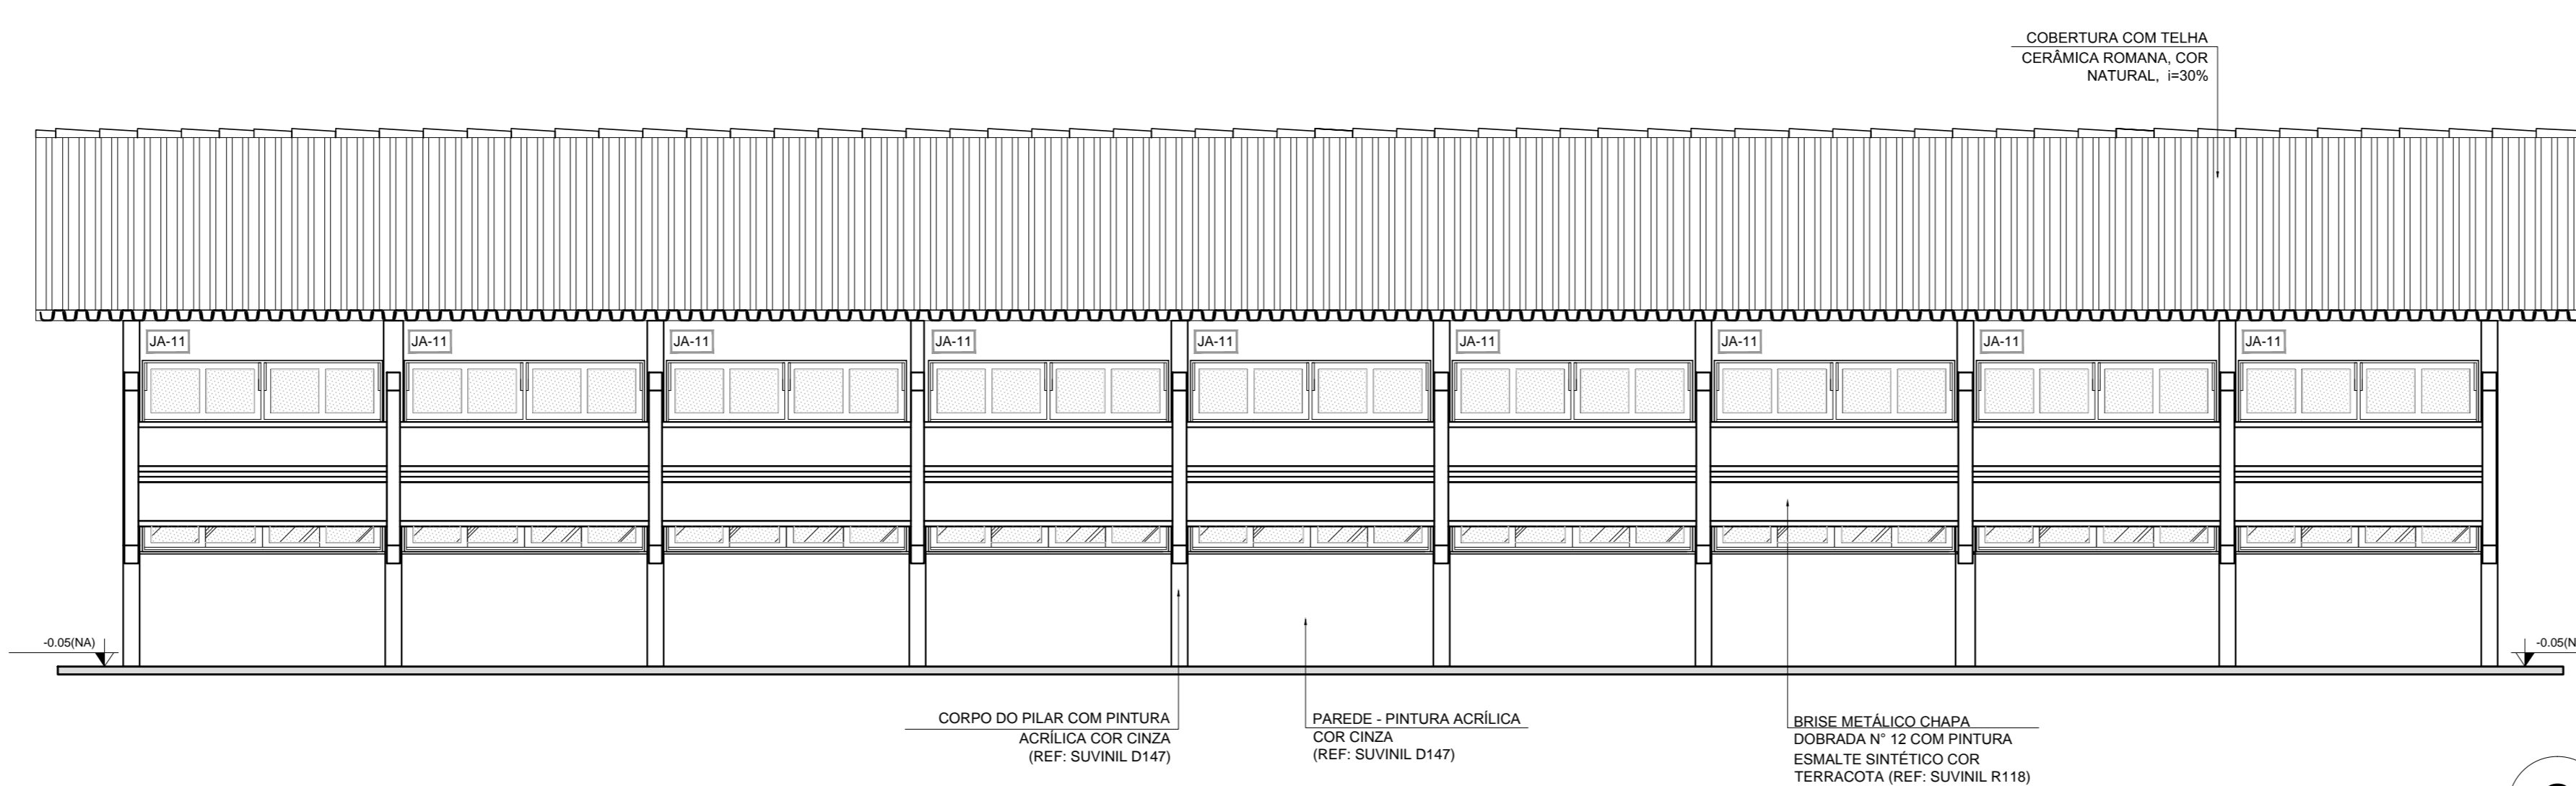 COBERTURA COM TELHA
CERÂMICA ROMANA, COR
NATURAL, i=30%
JA-11
JA-11
JA-11
JA-11
JA-11
JA-11
JA-11
JA-11
JA-11
-0.05(NA)
-0.05(N
CORPO DO PILAR COM PINTURA
ACRÍLICA COR CINZA
(REF: SUVINIL D147)
PAREDE - PINTURA ACRÍLICA
COR CINZA
(REF: SUVINIL D147)
BRISE METÁLICO CHAPA
DOBRADA N° 12 COM PINTURA
ESMALTE SINTÉTICO COR
TERRACOTA (REF: SUVINIL R118)